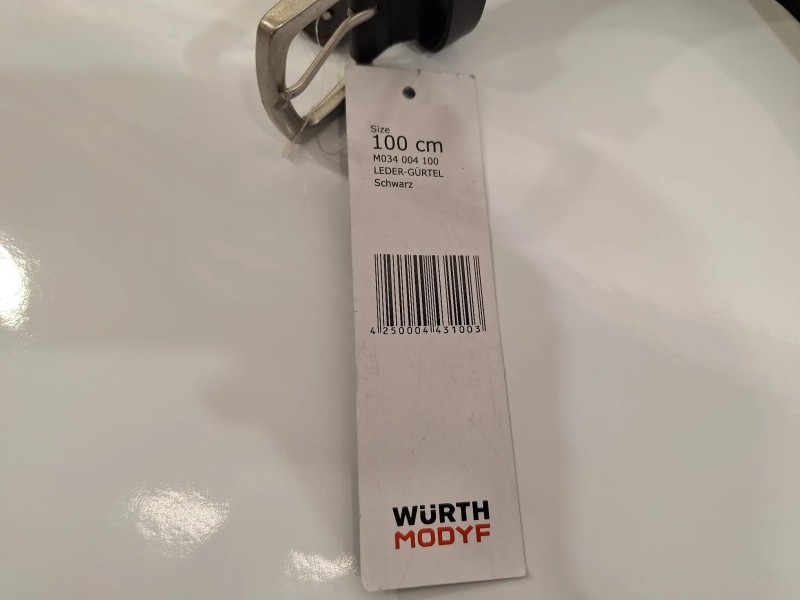 Size
100 cm
M034 004 100
LEDER-GÜRTEL
Schwarz
4 250004 431003
WÜRTH
MODYF